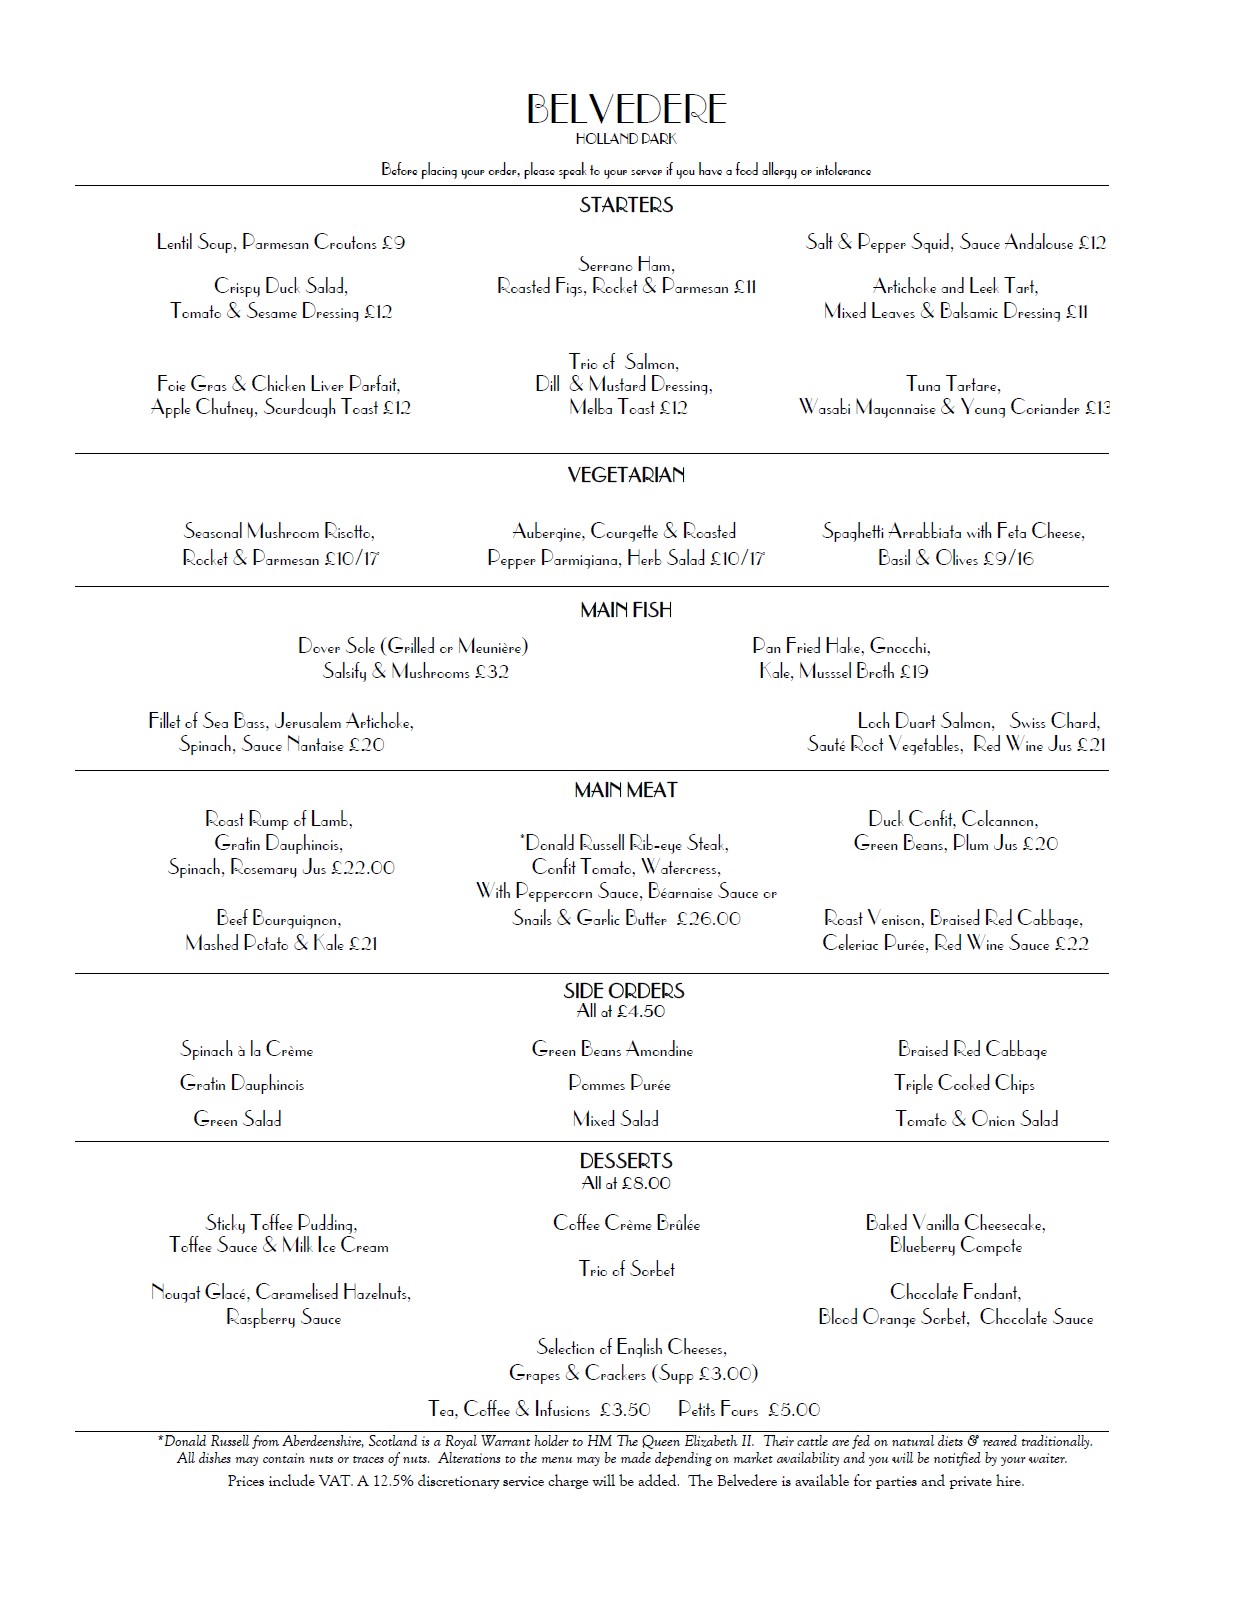 BELVEDERE
HOLLAND PARK
Before placing your order, please speak to your server if you have a food allergy or intolerance
STARTERS
Lentil Soup, Parmesan Croutons £9
Crispy Duck Salad,
Tomato & Sesame Dressing £12
Foie Gras & Chicken Liver Parfait,
Apple Chutney, Sourdough Toast £12
Serrano Ham,
Roasted Figs, Rocket & Parmesan £11
Trio of Salmon,
Dill & Mustard Dressing,
Melba Toast £12
Salt & Pepper Squid, Sauce Andalouse £12
Artichoke and Leek Tart,
Mixed Leaves & Balsamic Dressing £11
Tuna Tartare,
Wasabi Mayonnaise & Young Coriander £13
VEGETARIAN
Seasonal Mushroom Risotto,
Rocket & Parmesan £10/17
Aubergine, Courgette & Roasted
Pepper Parmigiana, Herb Salad £10/17
Spaghetti Arrabbiata with Feta Cheese,
Basil & Olives £9/16
MAIN FISH
Dover Sole (Grilled or Meunière)
Salsify & Mushrooms £32
Pan Fried Hake, Gnocchi,
Kale, Musssel Broth £19
Fillet of Sea Bass, Jerusalem Artichoke,
Spinach, Sauce Nantaise £20
Loch Duart Salmon, Swiss Chard,
Sauté Root Vegetables, Red Wine Jus £21
MAIN MEAT
Roast Rump of Lamb,
Gratin Dauphinois,
Spinach, Rosemary Jus £22.00
Beef Bourguignon,
Mashed Potato & Kale £21
*Donald Russell Rib-eye Steak,
Confit Tomato, Watercress,
With Peppercorn Sauce, Béarnaise Sauce or
Snails & Garlic Butter £26.00
Duck Confit, Colcannon,
Green Beans, Plum Jus £20
Roast Venison, Braised Red Cabbage,
Celeriac Purée, Red Wine Sauce £22
SIDE ORDERS
All at £4.50
Spinach à la Crème
Green Beans Amondine
Braised Red Cabbage
Gratin Dauphinois
Pommes Purée
Triple Cooked Chips
Green Salad
Mixed Salad
Tomato & Onion Salad
DESSERTS
All at £8.00
Sticky Toffee Pudding,
Toffee Sauce & Milk Ice Cream
Nougat Glacé, Caramelised Hazelnuts,
Raspberry Sauce
Coffee Crème Brûlée
Trio of Sorbet
Baked Vanilla Cheesecake,
Blueberry Compote
Chocolate Fondant,
Blood Orange Sorbet, Chocolate Sauce
Selection of English Cheeses,
Grapes & Crackers (Supp £3.00)
Tea, Coffee & Infusions £3.50 Petits Fours £5.00
*Donald Russell from Aberdeenshire, Scotland is a Royal Warrant holder to HM The Queen Elizabeth II. Their cattle are fed on natural diets & reared traditionally.
All dishes may contain nuts or traces of nuts. Alterations to the menu may be made depending on market availability and you will be notified by your waiter.
Prices include VAT. A 12.5% discretionary service charge will be added. The Belvedere is available for parties and private hire.